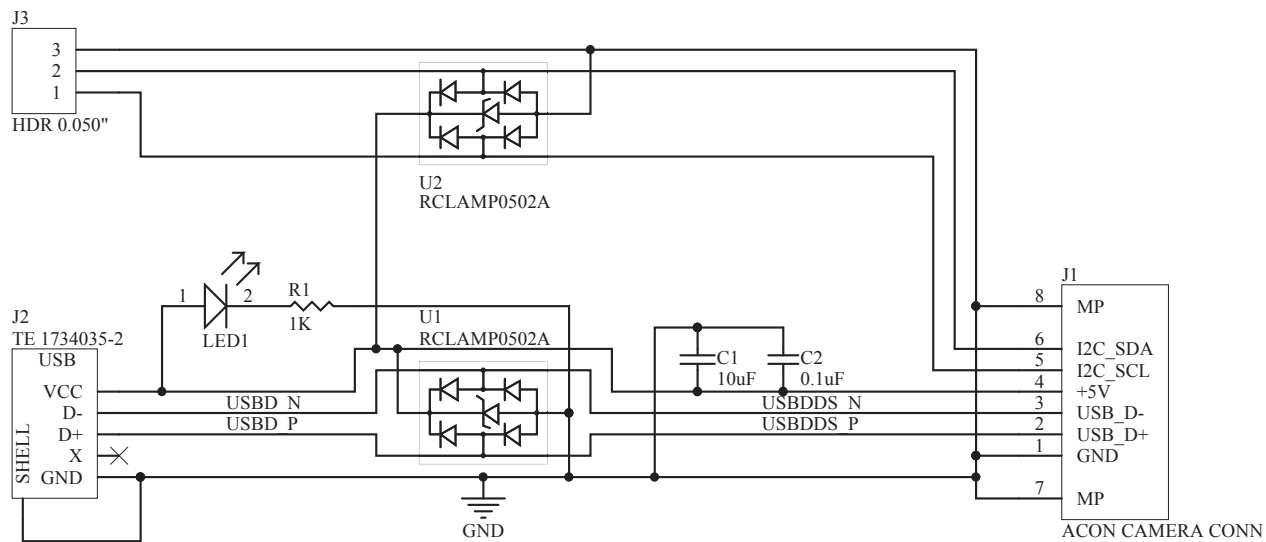 J3
3
2
1
HDR 0.050"
U2
RCLAMP0502A
J1
1
2
R1
1K
LED1
U1
RCLAMP0502A
J2
TE 1734035-2
USB
VCC
D-
D+
X
GND
SHELL
USBD_N
USBD_P
GND
C1
10uF
C2
0.1uF
USBDDS_N
USBDDS_P
8 MP
6 I2C_SDA
5 I2C_SCL
4 +5V
3 USB_D-
2 USB_D+
1 GND
7 MP
ACON CAMERA CONN